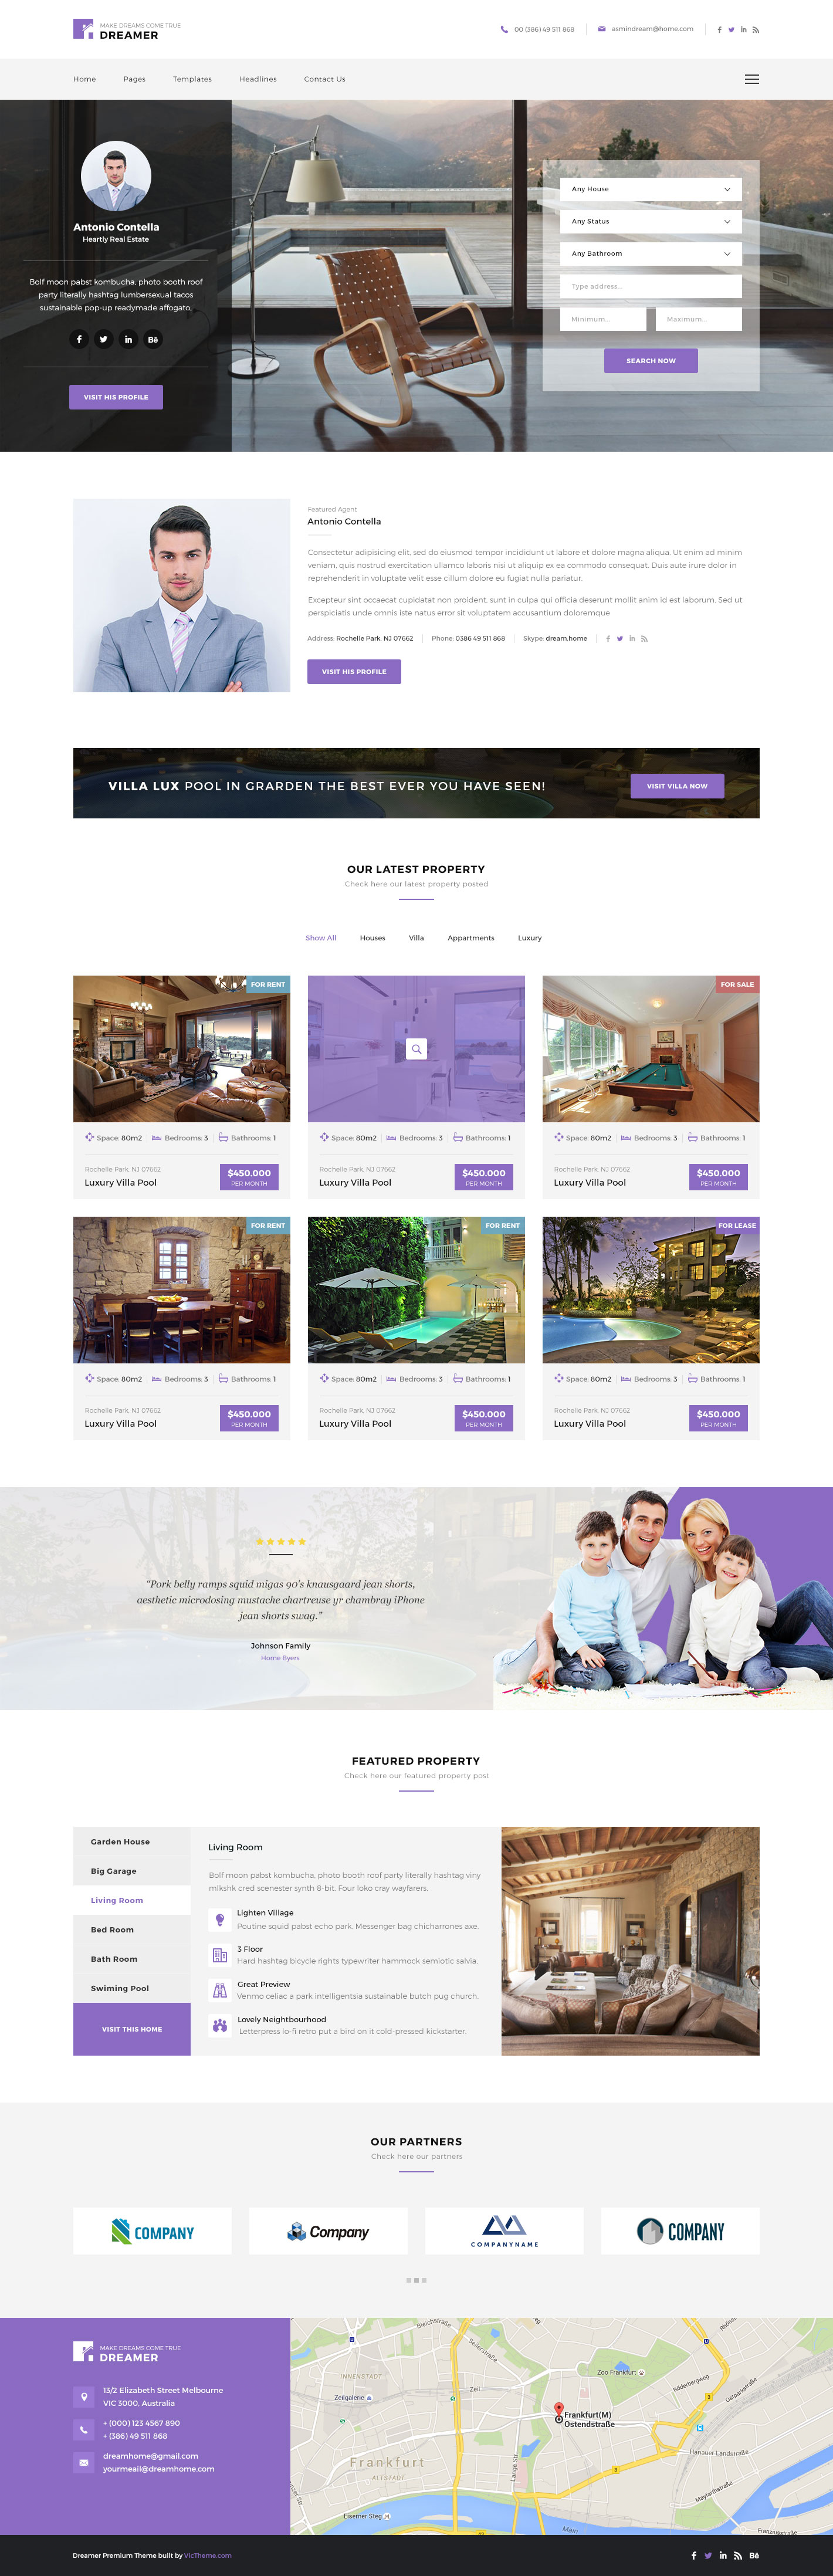 MAKE DREAMS COME TRUE
DREAMER
00 (386) 49 511 868
asmindream@home.com
Home
Pages
Templates
Headlines
Contact Us
Antonio Contella
Heartly Real Estate
Bolf moon pabst kombucha, photo booth roof
party literally hashtag lumbersexual tacos
sustainable pop-up readymade affogato,
Bē
VISIT HIS PROFILE
Any House
Any Status
Any Bathroom
Type address...
Minimum...
Maximum...
SEARCH NOW
Featured Agent
Antonio Contella
Consectetur adipisicing elit, sed do eiusmod tempor incididunt ut labore et dolore magna aliqua. Ut enim ad minim
veniam, quis nostrud exercitation ullamco laboris nisi ut aliquip ex ea commodo consequat. Duis aute irure dolor in
reprehenderit in voluptate velit esse cillum dolore eu fugiat nulla pariatur.
Excepteur sint occaecat cupidatat non proident, sunt in culpa qui officia deserunt mollit anim id est laborum. Sed ut
perspiciatis unde omnis iste natus error sit voluptatem accusantium doloremque
Address: Rochelle Park, NJ 07662
Phone: 0386 49 511 868
Skype: dream.home
VISIT HIS PROFILE
VILLA LUX POOL IN GRARDEN THE BEST EVER YOU HAVE SEEN!
VISIT VILLA NOW
OUR LATEST PROPERTY
Check here our latest property posted
Show All
Houses
Villa
Appartments
Luxury
FOR RENT
FOR SALE
Space: 80m2
Bedrooms: 3
Bathrooms: 1
Space: 80m2
Bedrooms: 3
Bathrooms: 1
Space: 80m2
Bedrooms: 3
Bathrooms: 1
Rochelle Park, NJ 07662
Luxury Villa Pool
$450.000
PER MONTH
Rochelle Park, NJ 07662
Luxury Villa Pool
$450.000
PER MONTH
Rochelle Park, NJ 07662
Luxury Villa Pool
$450.000
PER MONTH
FOR RENT
FOR RENT
FOR LEASE
Space: 80m2
Bedrooms: 3
Bathrooms: 1
Space: 80m2
Bedrooms: 3
Bathrooms: 1
Space: 80m2
Bedrooms: 3
Bathrooms: 1
Rochelle Park, NJ 07662
Luxury Villa Pool
$450.000
PER MONTH
Rochelle Park, NJ 07662
Luxury Villa Pool
$450.000
PER MONTH
Rochelle Park, NJ 07662
Luxury Villa Pool
$450.000
PER MONTH
“Pork belly ramps squid migas 90’s knausgaard jean shorts,
aesthetic microdosing mustache chartreuse yr chambray iPhone
jean shorts swag.”
Johnson Family
Home Byers
FEATURED PROPERTY
Check here our featured property post
Garden House
Big Garage
Living Room
Bed Room
Bath Room
Swiming Pool
VISIT THIS HOME
Living Room
Bolf moon pabst kombucha, photo booth roof party literally hashtag viny
mlkshk cred scenester synth 8-bit. Four loko cray wayfarers.
Lighten Village
Poutine squid pabst echo park. Messenger bag chicharrones axe.
3 Floor
Hard hashtag bicycle rights typewriter hammock semiotic salvia.
Great Preview
Venmo celiac a park intelligentsia sustainable butch pug church.
Lovely Neightbourhood
Letterpress lo-fi retro put a bird on it cold-pressed kickstarter.
OUR PARTNERS
Check here our partners
COMPANY
Company
COMPANYNAME
COMPANY
MAKE DREAMS COME TRUE
DREAMER
13/2 Elizabeth Street Melbourne
VIC 3000, Australia
+ (000) 123 4567 890
+ (386) 49 511 868
dreamhome@gmail.com
yourmeail@dreamhome.com
Bleichstraße
Seilerstraße
INNENSTADT
Zeil
Zeilgalerie
Zoo Frankfurt
Röderbergweg
Ostparkstraße
3
Frankfurt(M)
Ostendstraße
Hanauer Landstraße
Frankfurt
ALTSTADT
Lange Str.
3
Mayfarthstraße
Eiserner Steg
Main
Franziusstraße
Dreamer Premium Theme built by VicTheme.com
Bē